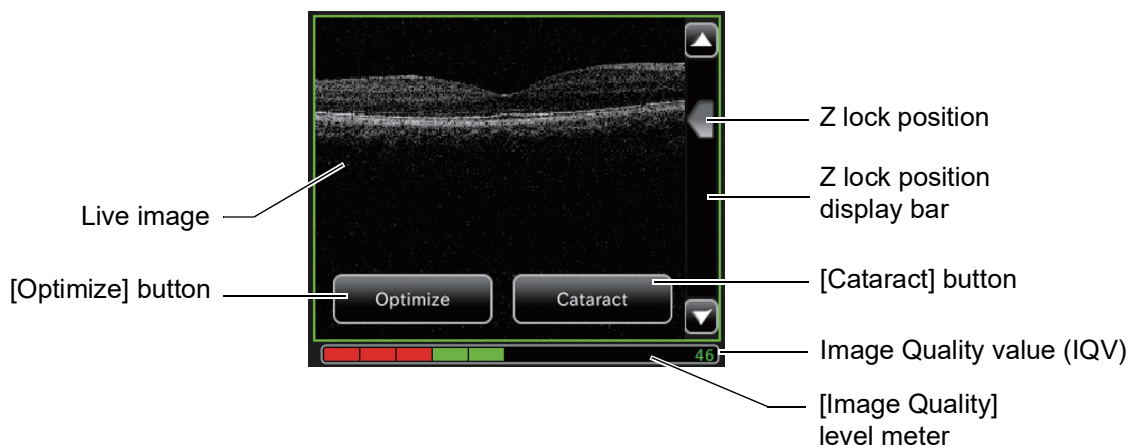 Z lock position
Z lock position
display bar
Live image
[Optimize] button
[Cataract] button
Optimize
Cataract
Image Quality value (IQV)
46
[Image Quality]
level meter